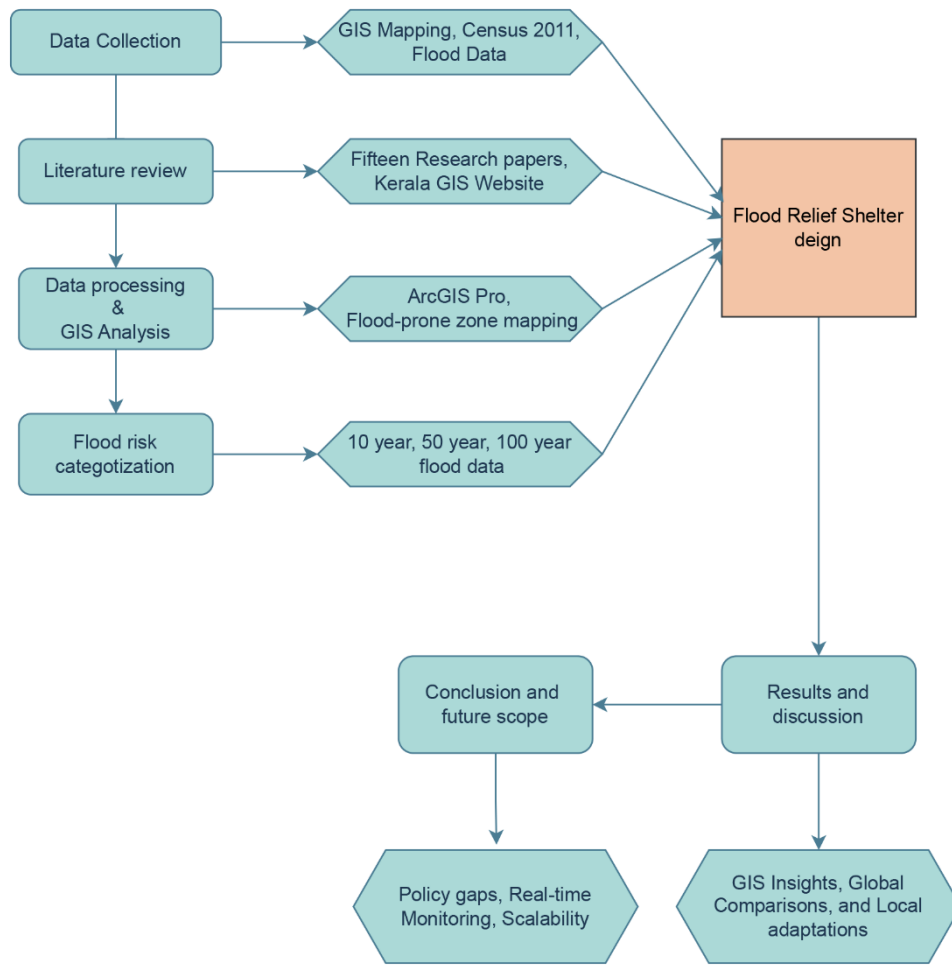 Data Collection
GIS Mapping, Census 2011,
Flood Data
Literature review
Fifteen Research papers,
Kerala GIS Website
Flood Relief Shelter
deign
Data processing
&
GIS Analysis
ArcGIS Pro,
Flood-prone zone mapping
Flood risk
categotization
10 year, 50 year, 100 year
flood data
Conclusion and
future scope
Results and
discussion
Policy gaps, Real-time
Monitoring, Scalability
GIS Insights, Global
Comparisons, and Local
adaptations